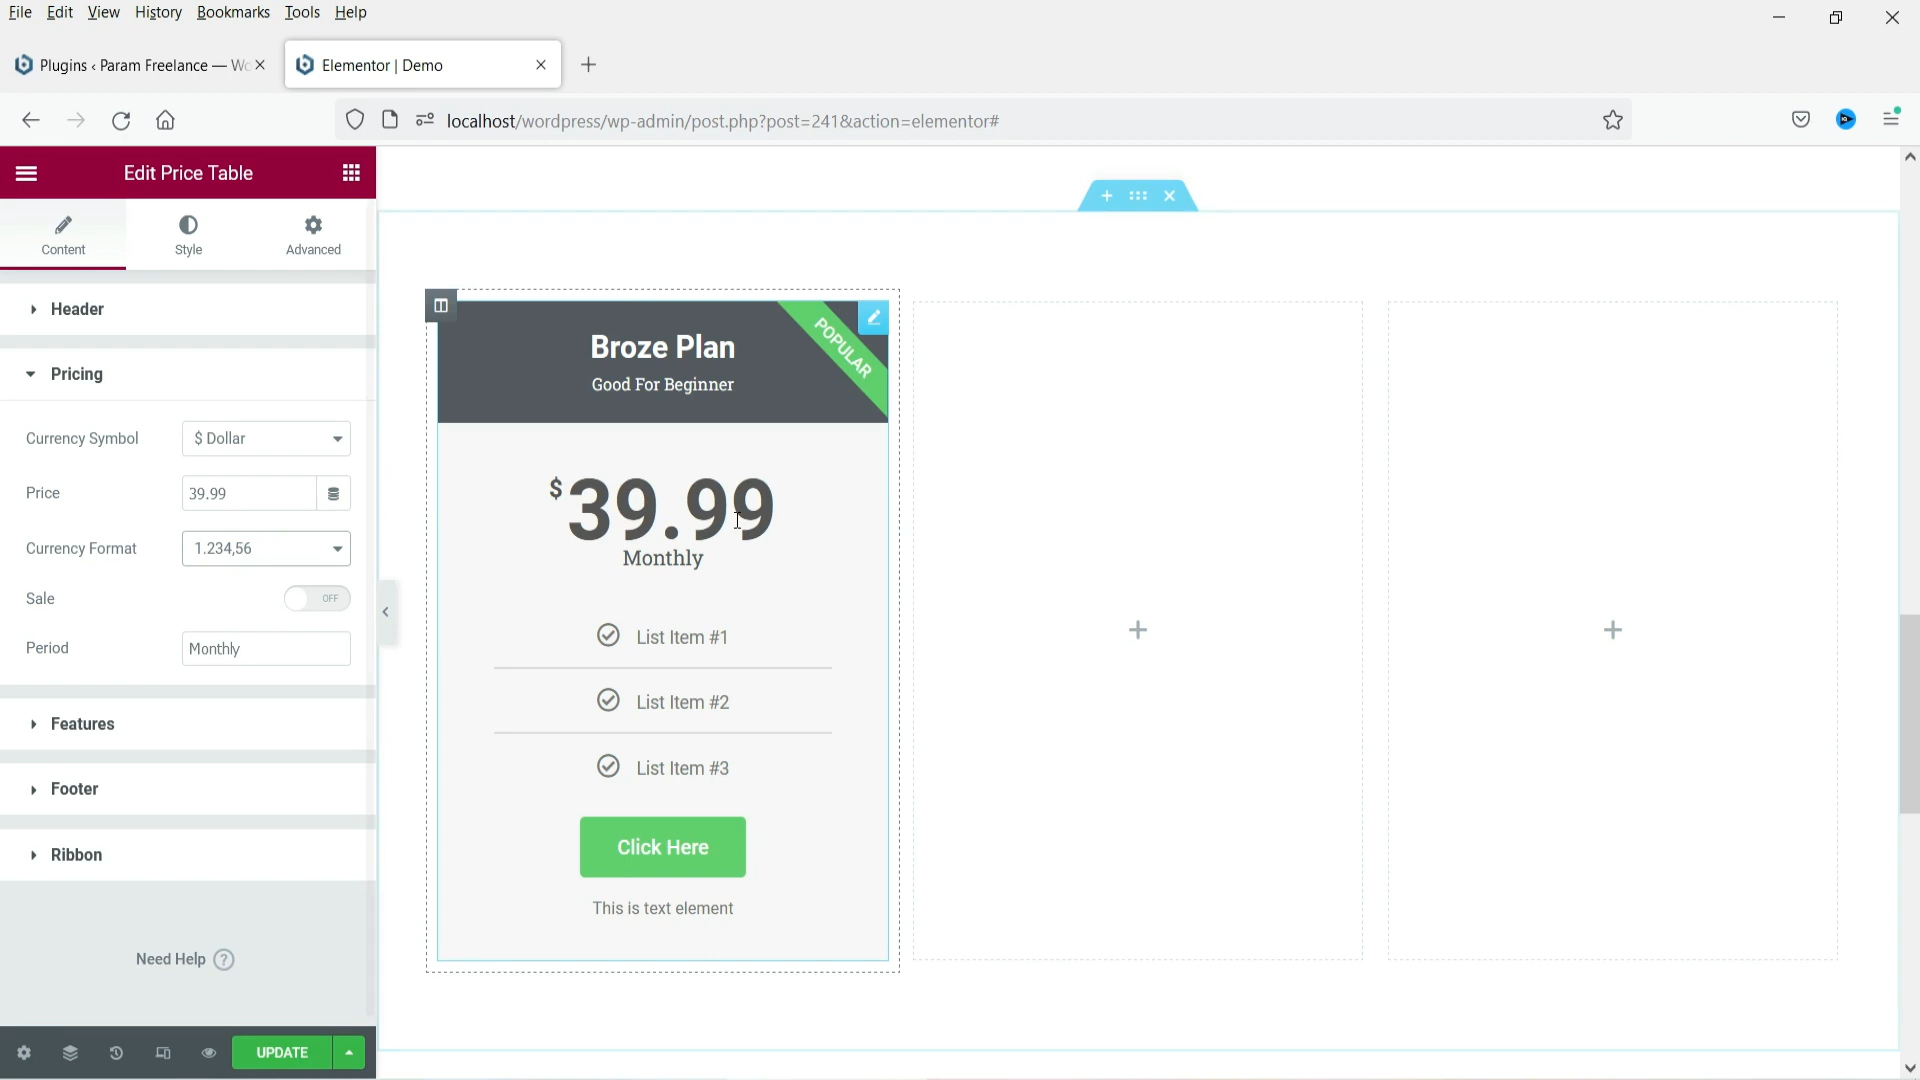 File Edit View History Bookmarks Tools Help
Plugins ‹ Param Freelance — Wo
Elementor | Demo
localhost/wordpress/wp-admin/post.php?post=241&action=elementor#
Edit Price Table
Content
Style
Advanced
Header
Pricing
Currency Symbol
$ Dollar
Price
39.99
Currency Format
1.234,56
Sale
OFF
Period
Monthly
Features
Footer
Ribbon
Need Help ?
UPDATE
Broze Plan
Good For Beginner
POPULAR
$39.99
Monthly
List Item #1
List Item #2
List Item #3
Click Here
This is text element